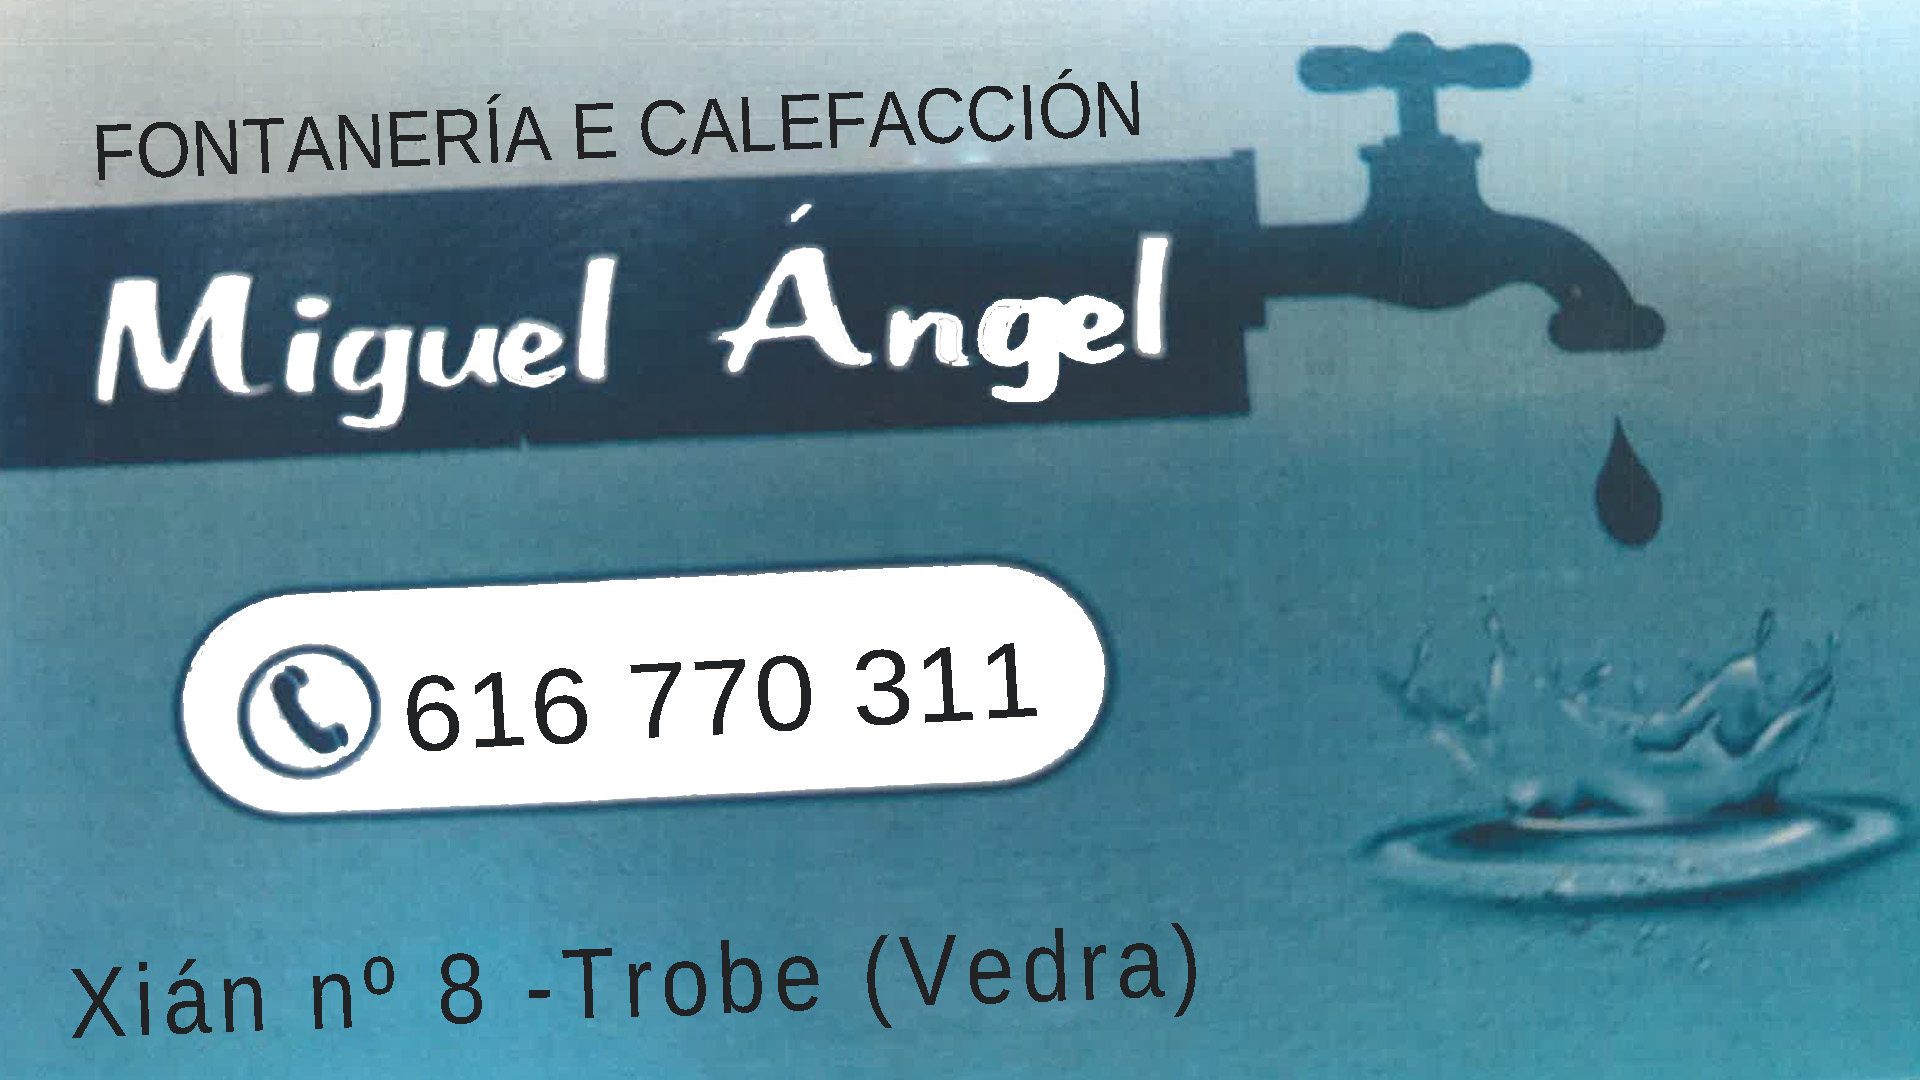 FONTANERÍA E CALEFACCIÓN
Miguel Ángel
616 770 311
Xián nº 8 -Trobe (Vedra)